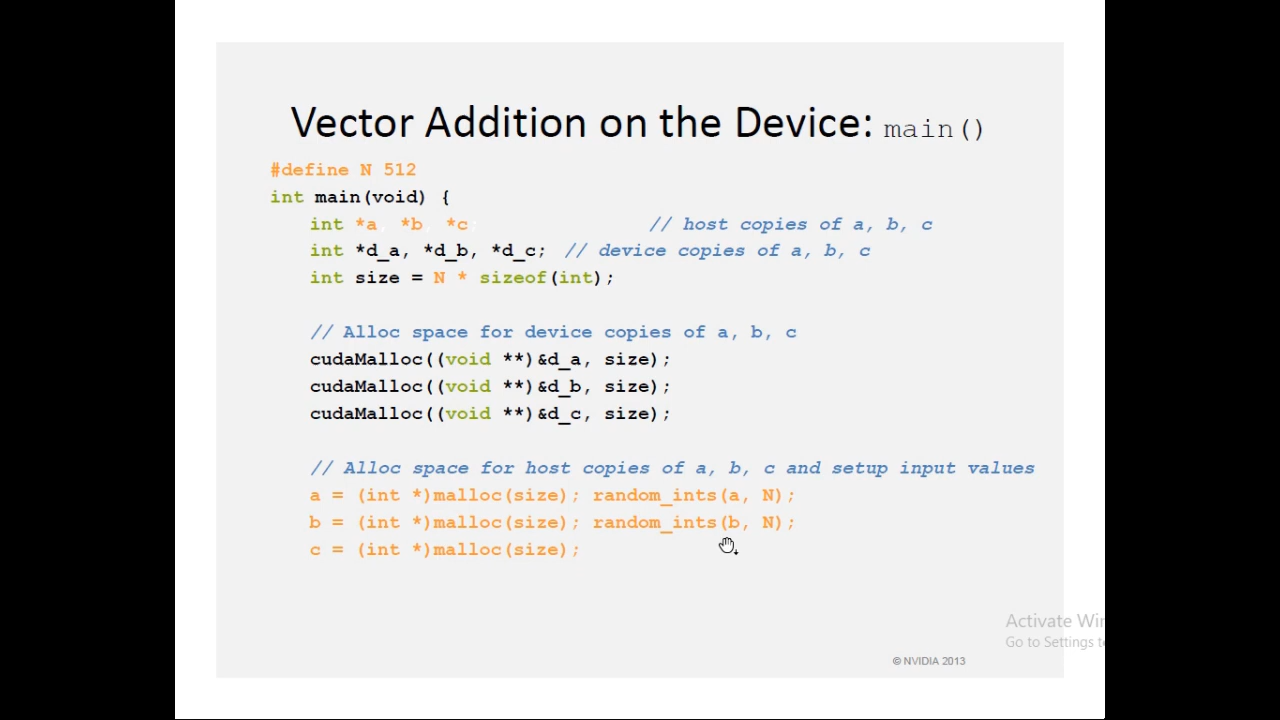 Vector Addition on the Device: main()
#define N 512
int main(void) {
int *a, *b, *c; // host copies of a, b, c
int *d_a, *d_b, *d_c; // device copies of a, b, c
int size = N * sizeof(int);
// Alloc space for device copies of a, b, c
cudaMalloc((void **)&d_a, size);
cudaMalloc((void **)&d_b, size);
cudaMalloc((void **)&d_c, size);
// Alloc space for host copies of a, b, c and setup input values
a = (int *)malloc(size); random_ints(a, N);
b = (int *)malloc(size); random_ints(b, N);
c = (int *)malloc(size);
Activate Wi
Go to Settings t
© NVIDIA 2013